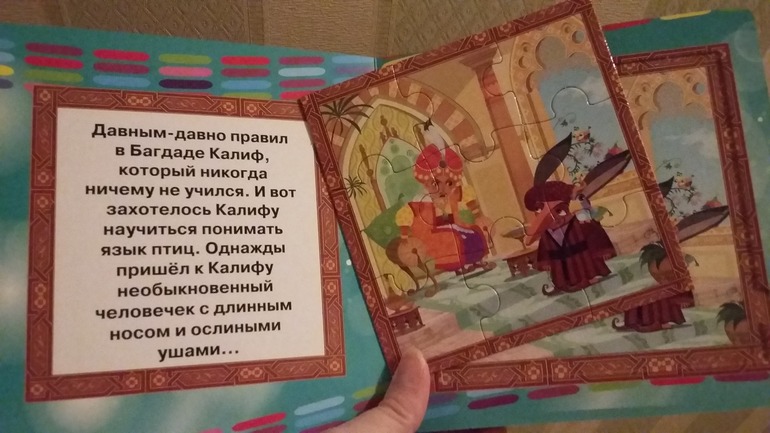 Давным-давно правил
в Багдаде Калиф,
который никогда
ничему не учился. И вот
захотелось Калифу
научиться понимать
язык птиц. Однажды
пришёл к Калифу
необыкновенный
человечек с длинным
носом и ослиными
ушами...